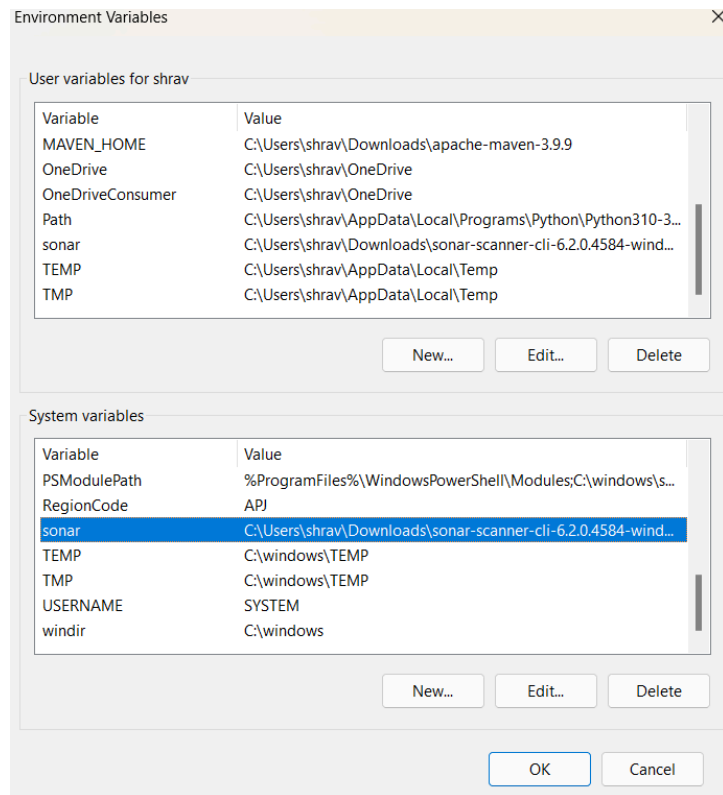 Environment Variables
User variables for shrav
Variable Value
MAVEN_HOME C:\Users\shrav\Downloads\apache-maven-3.9.9
OneDrive C:\Users\shrav\OneDrive
OneDriveConsumer C:\Users\shrav\OneDrive
Path C:\Users\shrav\AppData\Local\Programs\Python\Python310-3...
sonar C:\Users\shrav\Downloads\sonar-scanner-cli-6.2.0.4584-wind...
TEMP C:\Users\shrav\AppData\Local\Temp
TMP C:\Users\shrav\AppData\Local\Temp
New... Edit... Delete
System variables
Variable Value
PSModulePath %ProgramFiles%\WindowsPowerShell\Modules;C:\windows\s...
RegionCode APJ
sonar C:\Users\shrav\Downloads\sonar-scanner-cli-6.2.0.4584-wind...
TEMP C:\windows\TEMP
TMP C:\windows\TEMP
USERNAME SYSTEM
windir C:\windows
New... Edit... Delete
OK Cancel